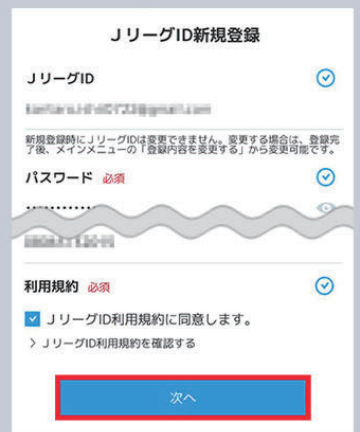 JリーグID新規登録
JリーグID
新規登録時にJリーグIDは変更できません。変更する場合は、登録完
了後、メインメニューの「登録内容を変更する」から変更可能です。
パスワード 必須
利用規約 必須
JリーグID利用規約に同意します。
> JリーグID利用規約を確認する
次へ